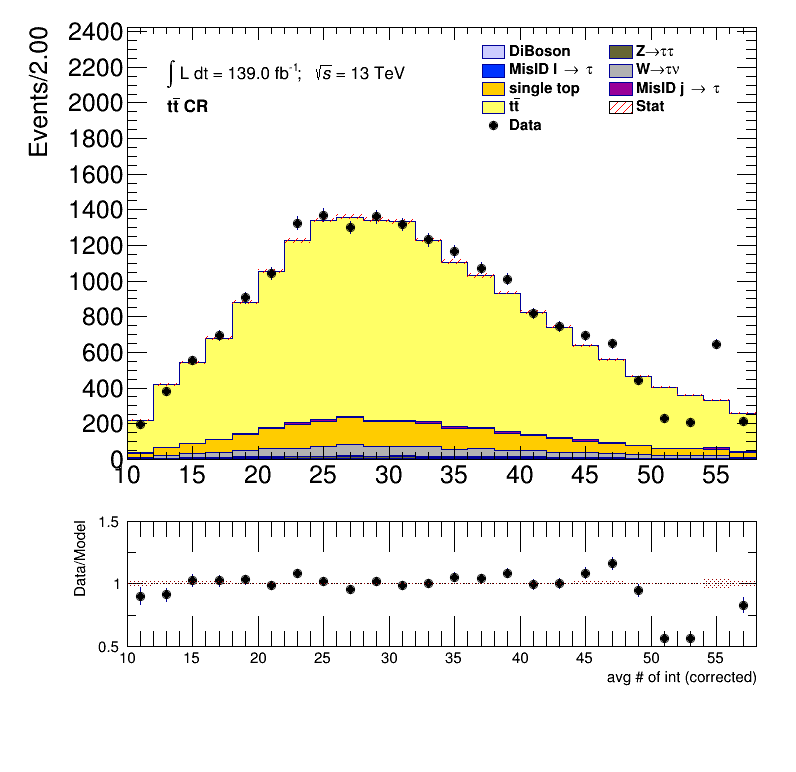 Events/2.00
2400
2200
2000
1800
1600
1400
1200
1000
800
600
400
200
0
∫ L dt = 139.0 fb⁻¹; √s = 13 TeV
tt̄ CR
DiBoson
MisID l → τ
single top
tt̄
Data
Z→ττ
W→τν
MisID j → τ
Stat
10 15 20 25 30 35 40 45 50 55
Data/Model
1.5
1
0.5
10 15 20 25 30 35 40 45 50 55
avg # of int (corrected)